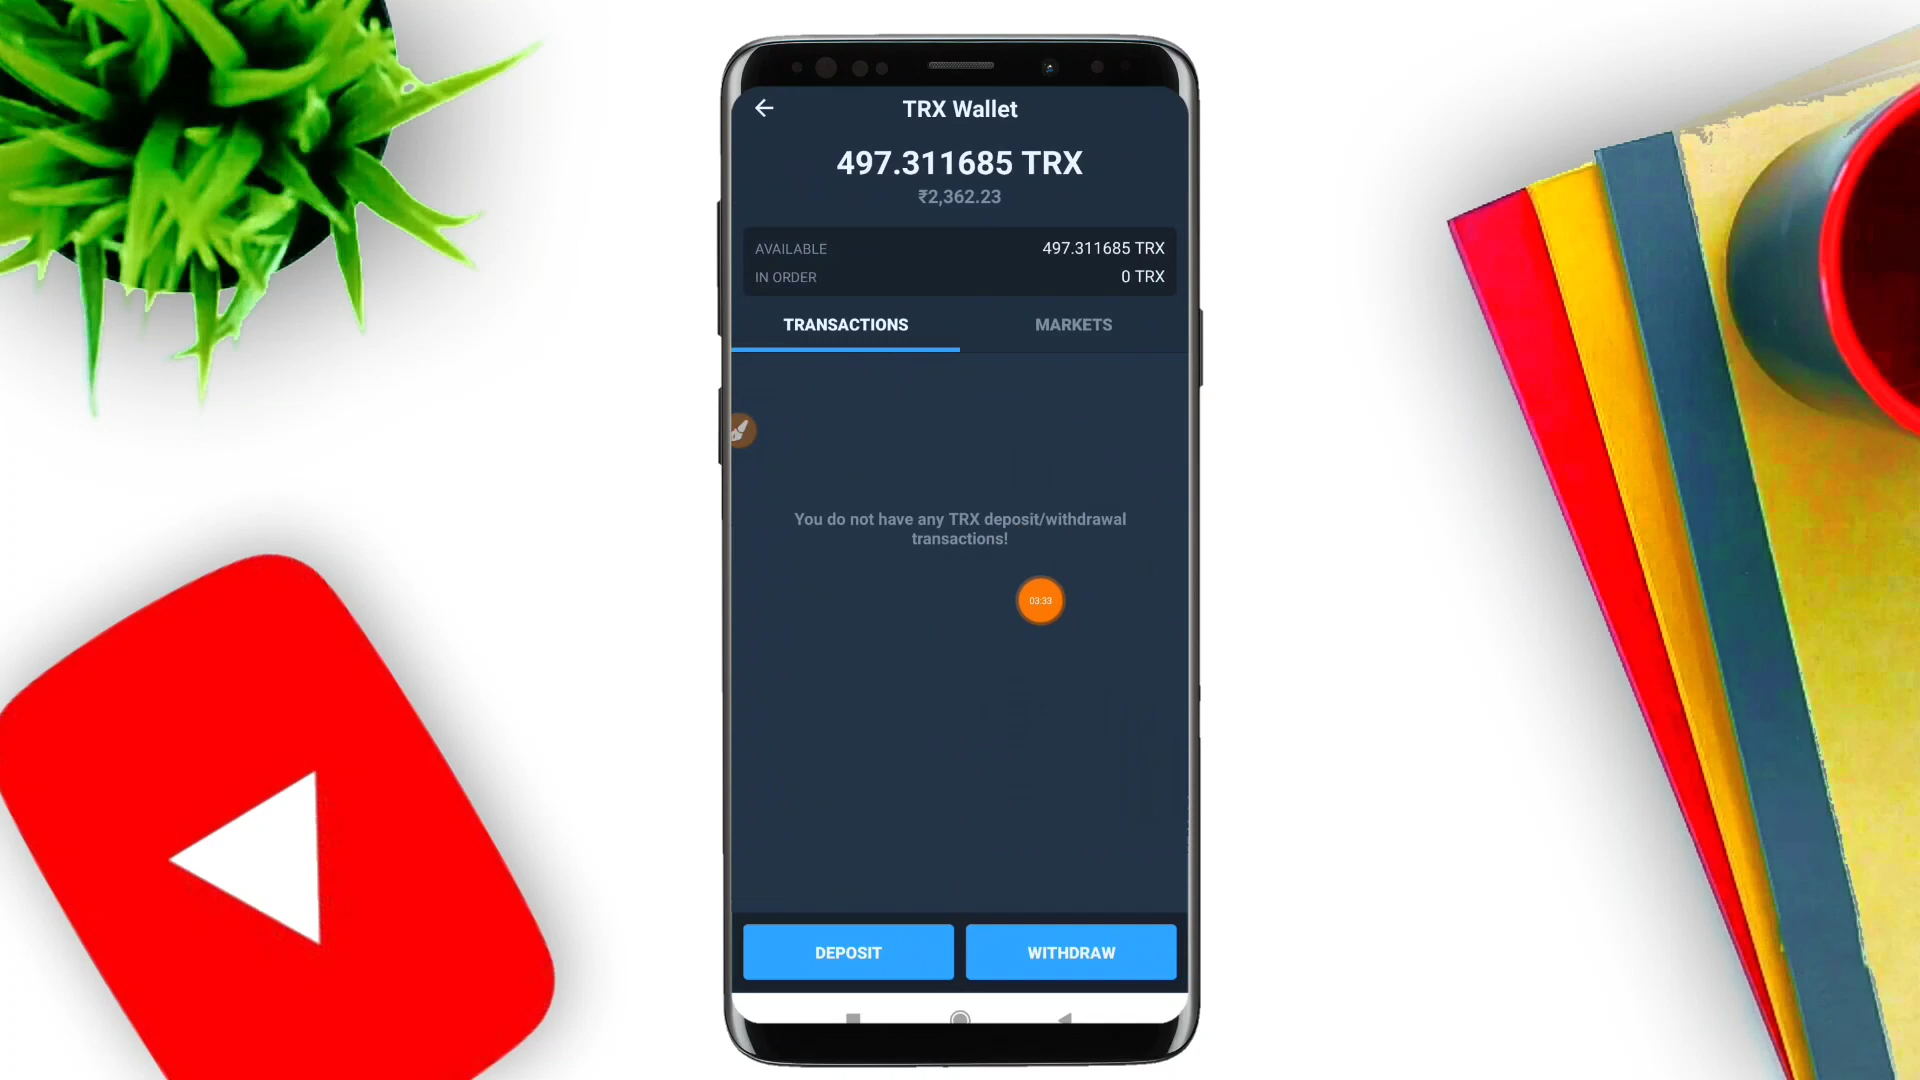 TRX Wallet
497.311685 TRX
₹2,362.23
AVAILABLE 497.311685 TRX
IN ORDER 0 TRX
TRANSACTIONS MARKETS
You do not have any TRX deposit/withdrawal
transactions!
03:33
DEPOSIT WITHDRAW